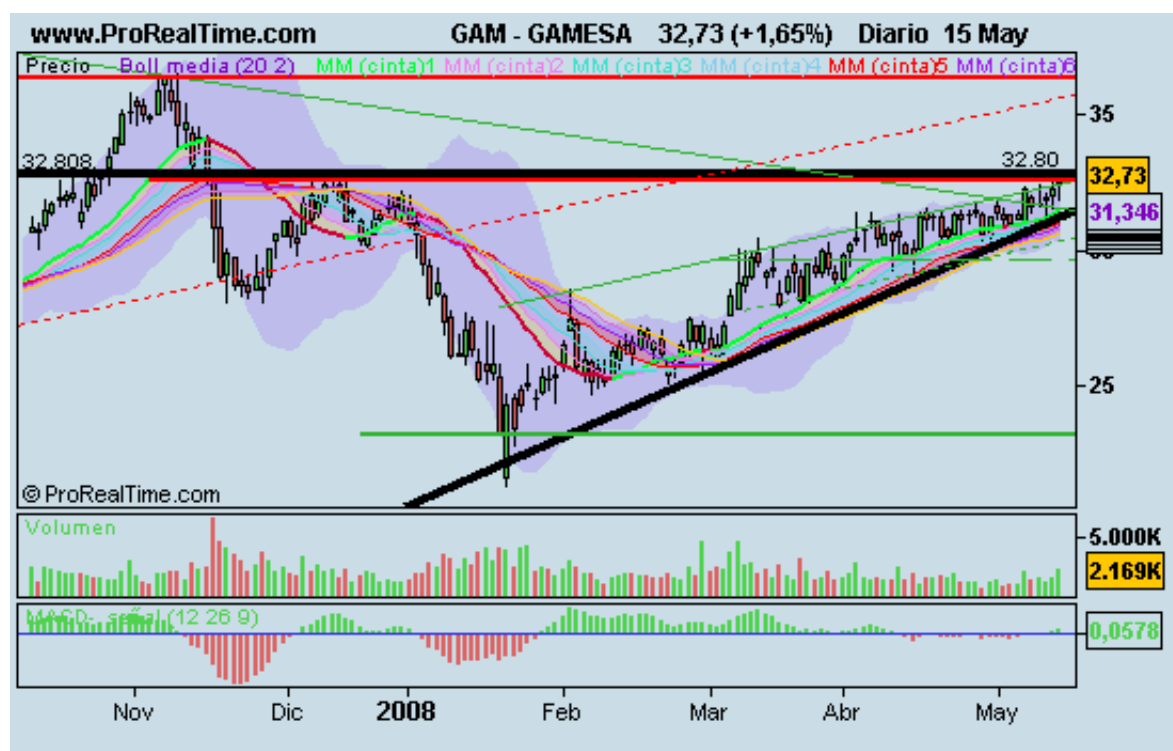 www.ProRealTime.com GAM - GAMESA 32,73 (+1,65%) Diario 15 May
Precio Boll media (20 2) MM (cinta)1 MM (cinta)2 MM (cinta)3 MM (cinta)4 MM (cinta)5 MM (cinta)6
35
32.808 32.80
32,73
31,346
25
© ProRealTime.com
Volumen
5.000K
2.169K
MACD- señal (12 26 9)
0,0578
Nov Dic 2008 Feb Mar Abr May